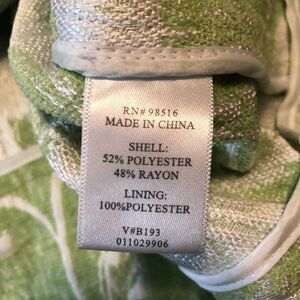 RN# 98516
MADE IN CHINA
SHELL:
52% POLYESTER
48% RAYON
LINING:
100%POLYESTER
V#B193
011029906